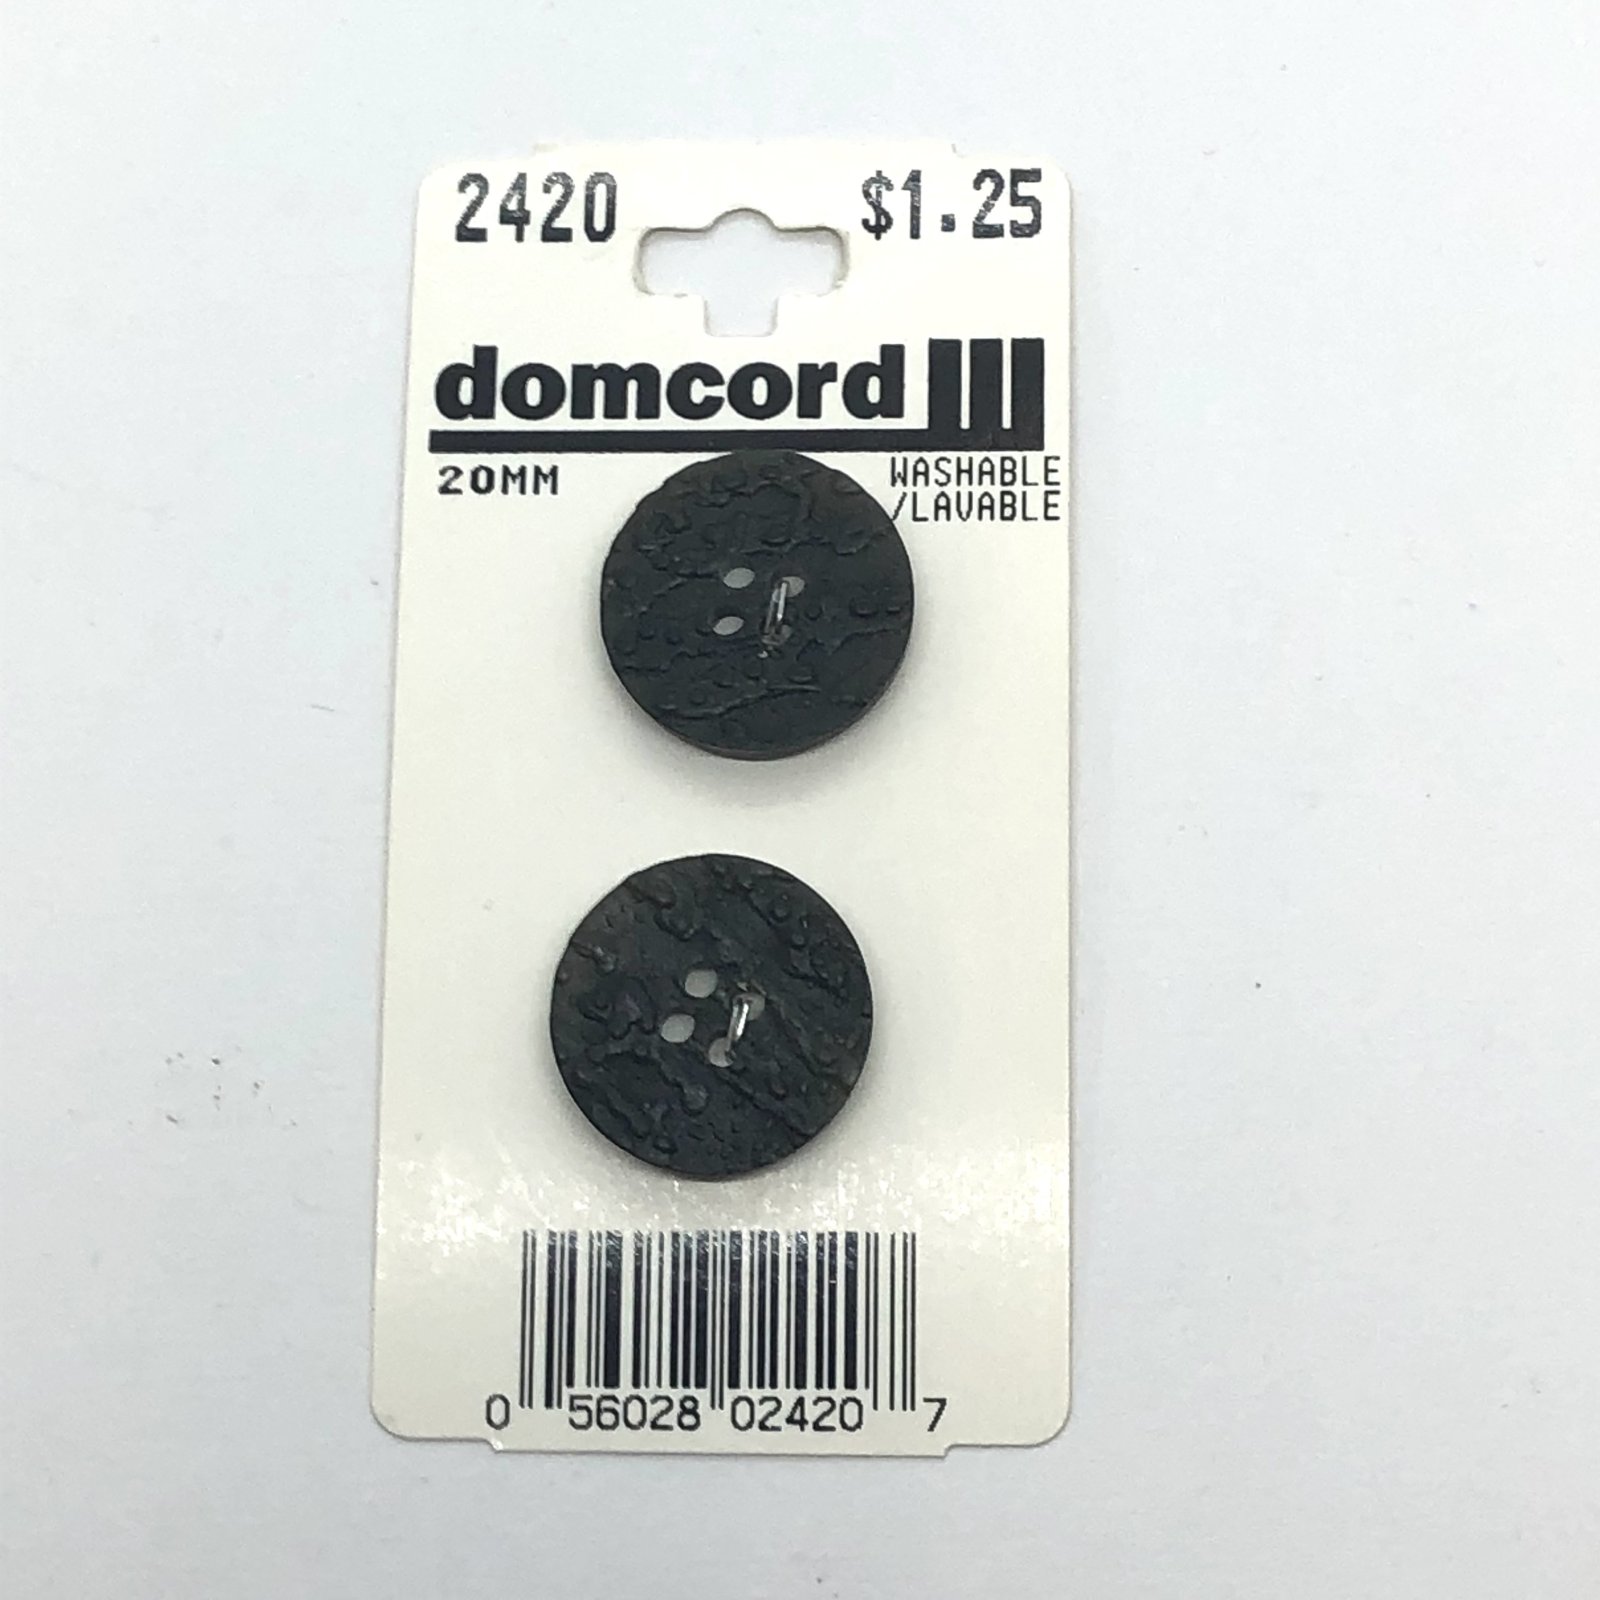 2420 $1.25
domcord
20MM WASHABLE
/LAVABLE
0 56028 02420 7